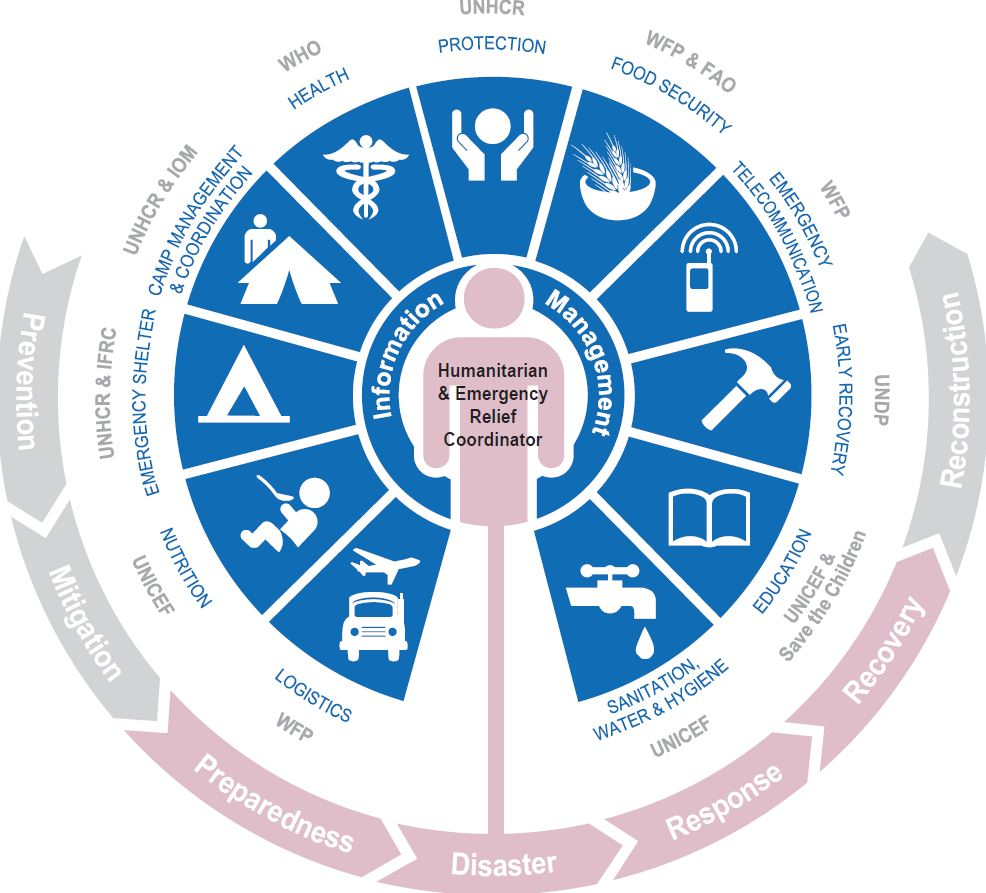 UNHCR
PROTECTION
WFP & FAO
FOOD SECURITY
WFP
EMERGENCY
TELECOMMUNICATION
UNDP
EARLY RECOVERY
UNICEF &
Save the Children
EDUCATION
SANITATION,
WATER & HYGIENE
UNICEF
LOGISTICS
WFP
NUTRITION
UNICEF
UNHCR & IFRC
EMERGENCY SHELTER
UNHCR & IOM
CAMP MANAGEMENT
& COORDINATION
WHO
HEALTH
Information
Management
Humanitarian
& Emergency
Relief
Coordinator
Prevention
Mitigation
Preparedness
Disaster
Response
Recovery
Reconstruction